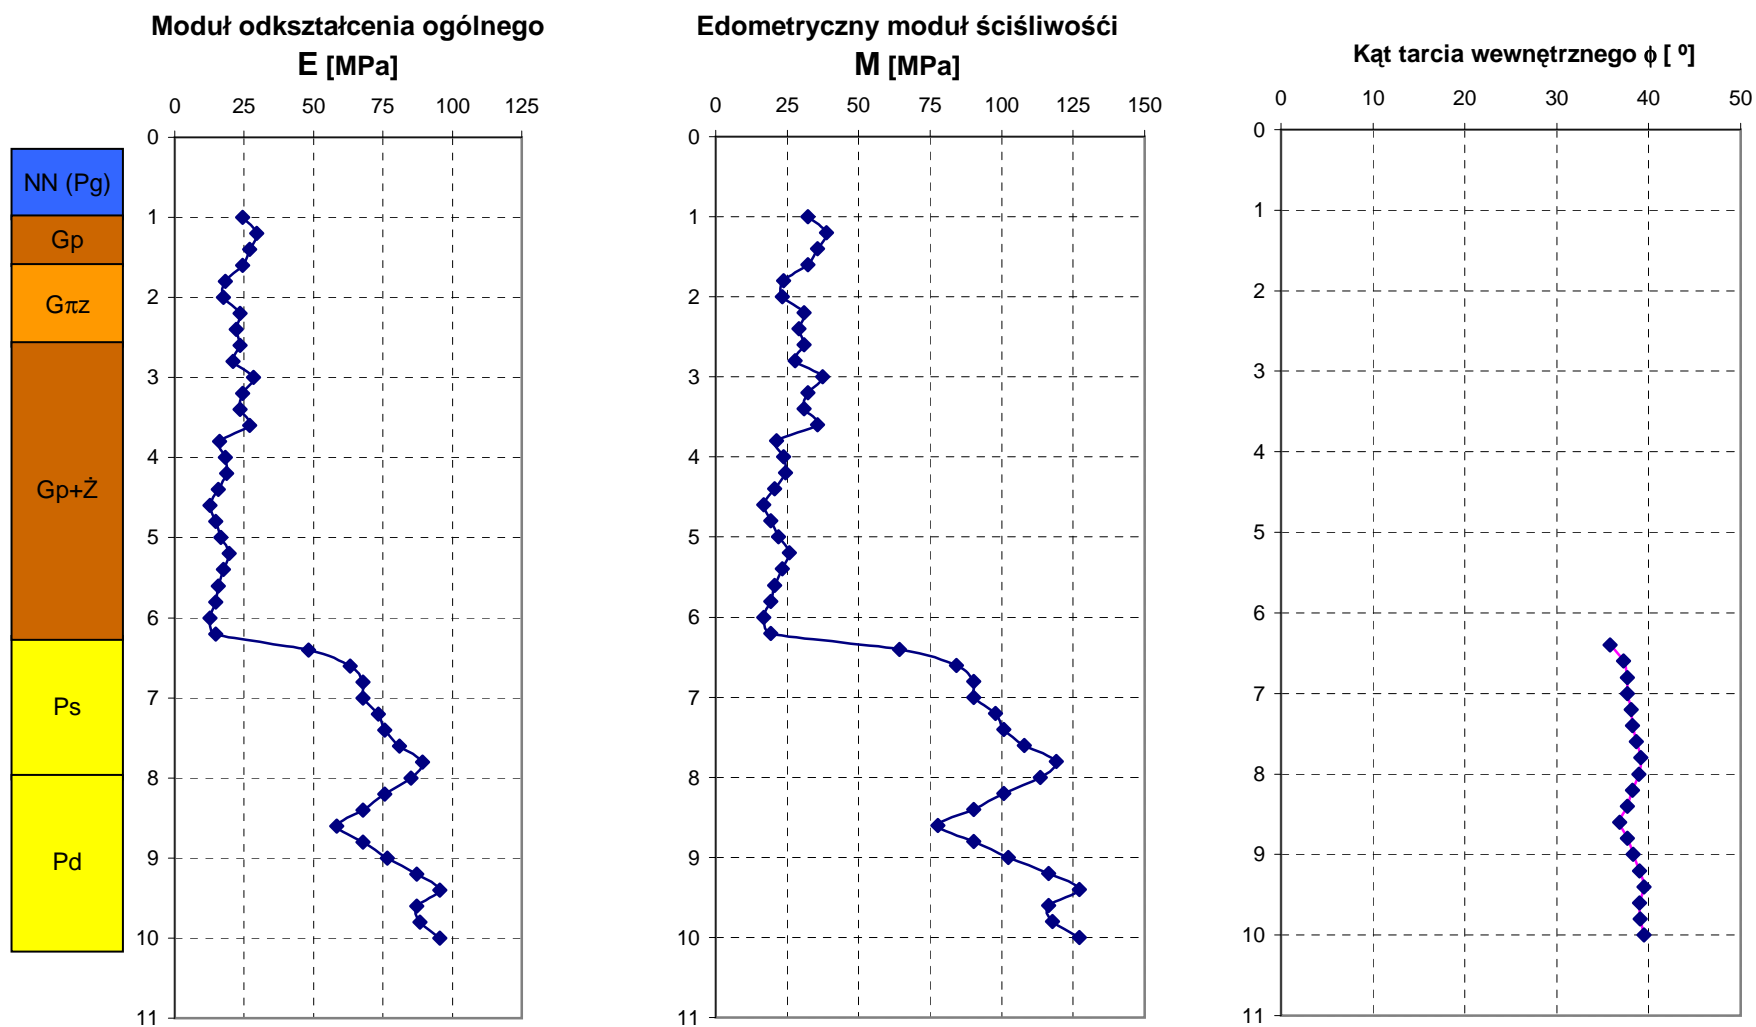 Moduł odkształcenia ogólnego
E [MPa]
0 25 50 75 100 125
0
1
2
3
4
5
6
7
8
9
10
11
NN (Pg)
Gp
Gπz
Gp+Ż
Ps
Pd
Edometryczny moduł ściśliwośći
M [MPa]
0 25 50 75 100 125 150
0
1
2
3
4
5
6
7
8
9
10
11
Kąt tarcia wewnętrznego ϕ [ º]
0 10 20 30 40 50
0
1
2
3
4
5
6
7
8
9
10
11